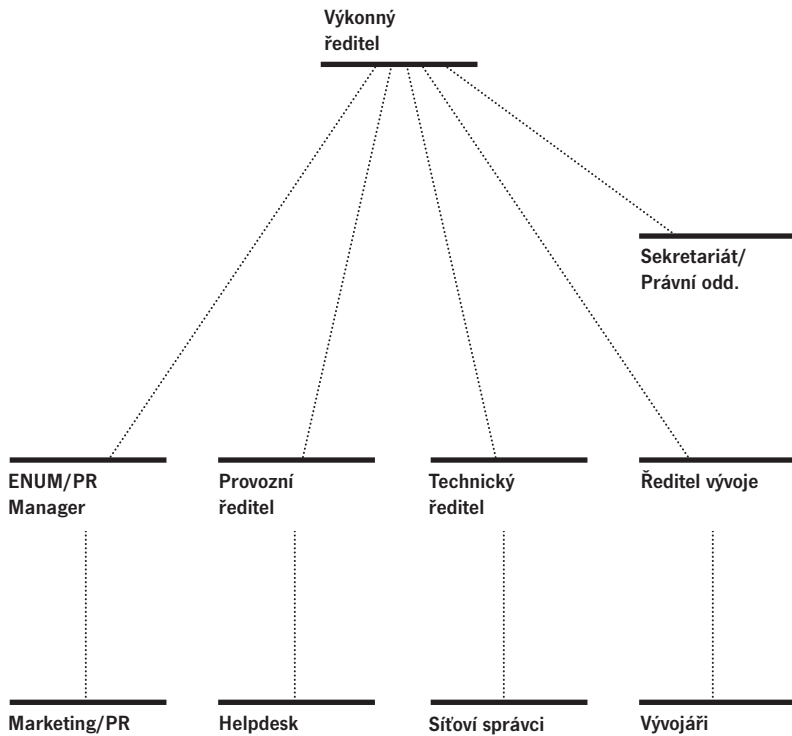 Výkonný
ředitel
Sekretariát/
Právní odd.
ENUM/PR
Manager
Provozní
ředitel
Technický
ředitel
Ředitel vývoje
Marketing/PR
Helpdesk
Síťoví správci
Vývojáři